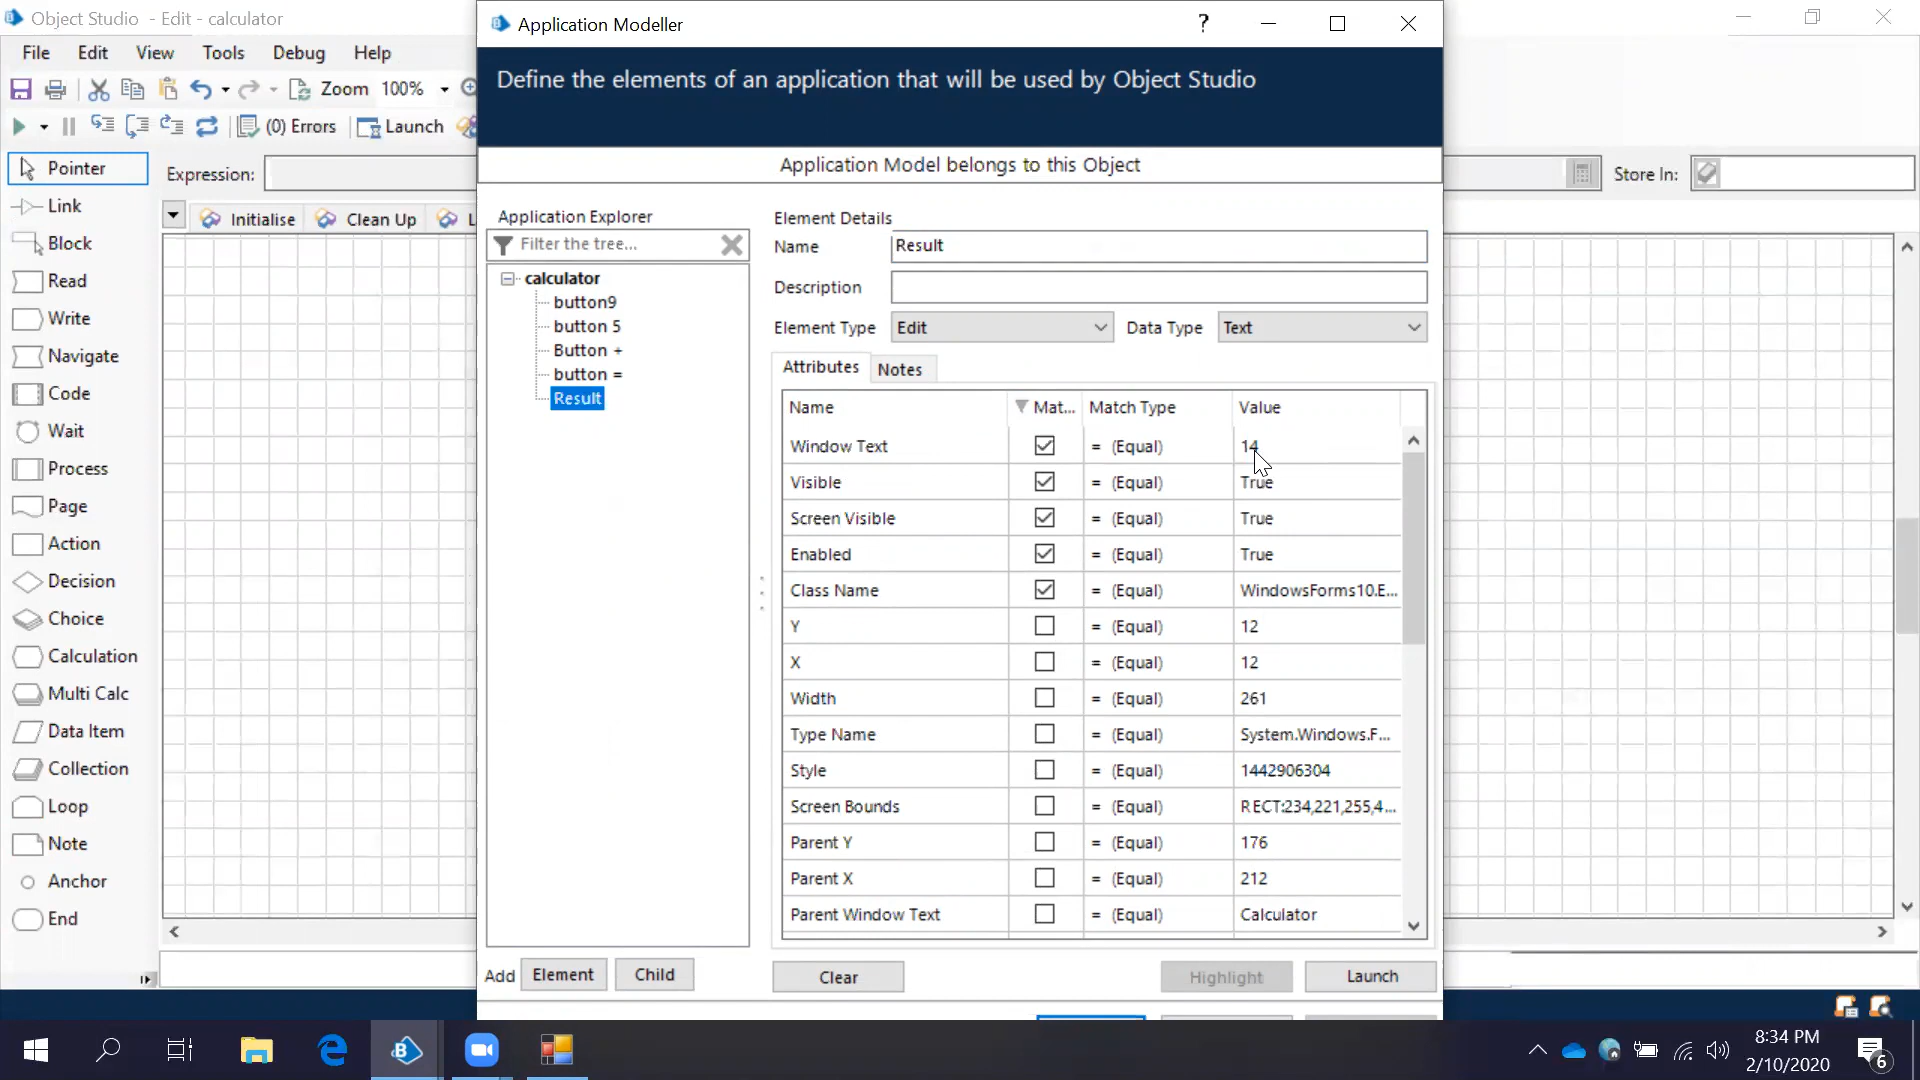 Object Studio - Edit - calculator
File Edit View Tools Debug Help
Zoom 100%
(0) Errors Launch
Pointer
Link
Block
Read
Write
Navigate
Code
Wait
Process
Page
Action
Decision
Choice
Calculation
Multi Calc
Data Item
Collection
Loop
Note
Anchor
End
Expression:
Store In:
Initialise Clean Up L
Application Modeller
?
Define the elements of an application that will be used by Object Studio
Application Model belongs to this Object
Application Explorer
Filter the tree...
calculator
button9
button 5
Button +
button =
Result
Element Details
Name Result
Description
Element Type Edit Data Type Text
Attributes Notes
Name Mat... Match Type Value
Window Text = (Equal) 14
Visible = (Equal) True
Screen Visible = (Equal) True
Enabled = (Equal) True
Class Name = (Equal) WindowsForms10.E...
Y = (Equal) 12
X = (Equal) 12
Width = (Equal) 261
Type Name = (Equal) System.Windows.F...
Style = (Equal) 1442906304
Screen Bounds = (Equal) RECT:234,221,255,4...
Parent Y = (Equal) 176
Parent X = (Equal) 212
Parent Window Text = (Equal) Calculator
Add Element Child
Clear Highlight Launch
8:34 PM
2/10/2020
6